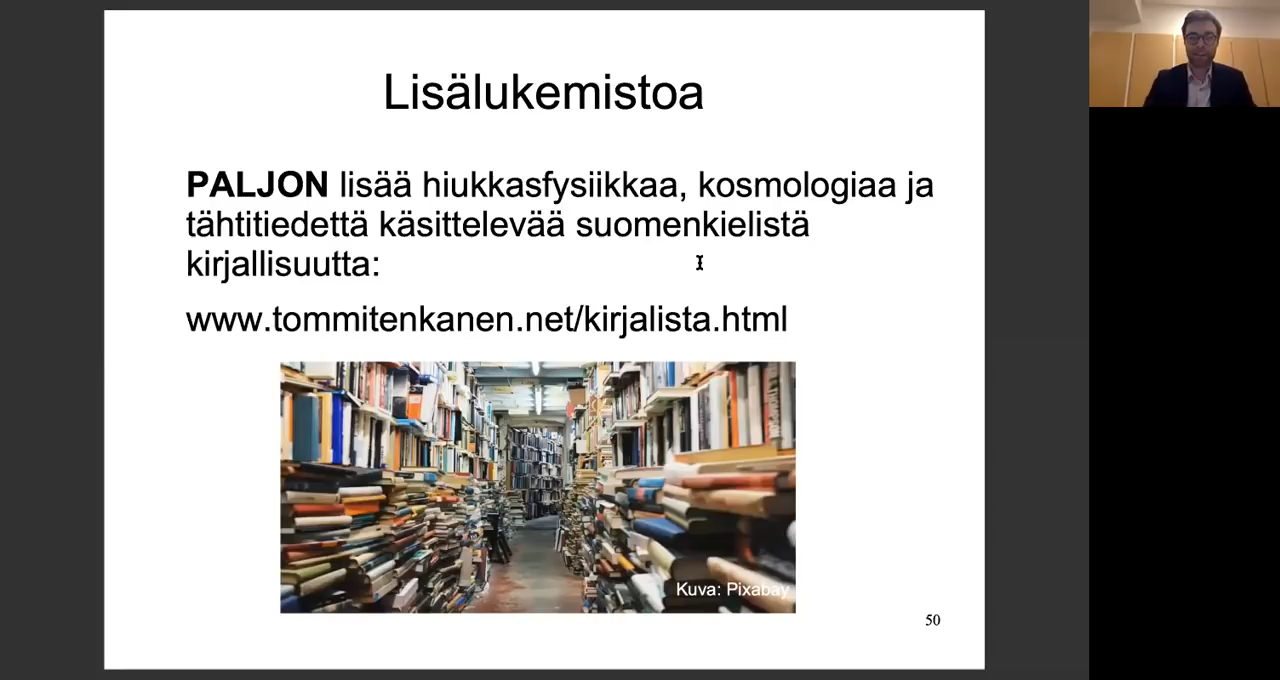 Lisälukemistoa
PALJON lisää hiukkasfysiikkaa, kosmologiaa ja
tähtitiedettä käsittelevää suomenkielistä
kirjallisuutta:
www.tommitenkanen.net/kirjalista.html
Kuva: Pixabay
50